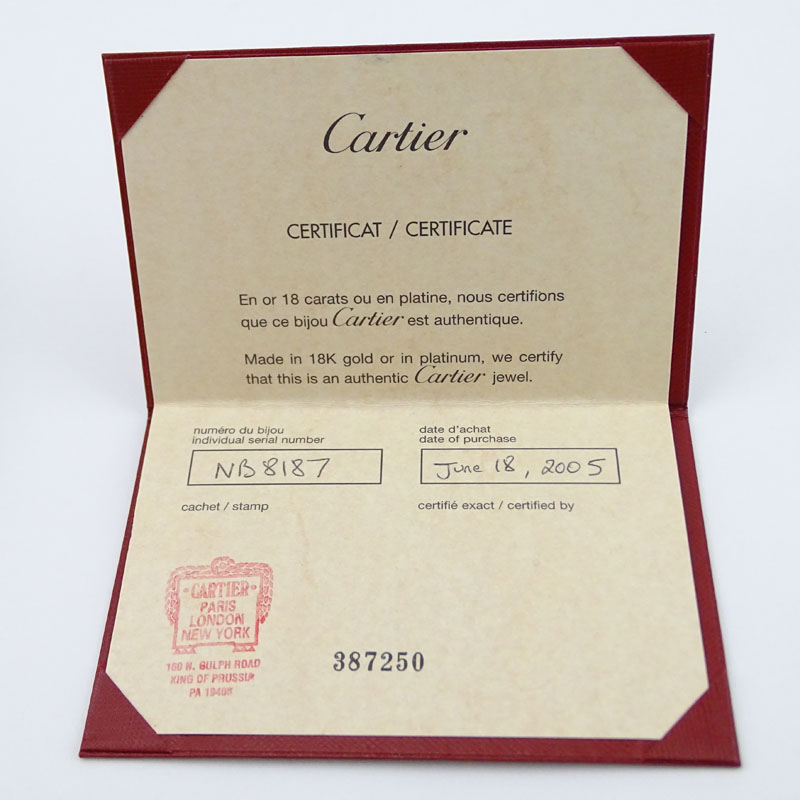 Cartier
CERTIFICAT / CERTIFICATE
En or 18 carats ou en platine, nous certifions
que ce bijou Cartier est authentique.
Made in 18K gold or in platinum, we certify
that this is an authentic Cartier jewel.
numéro du bijou
individual serial number
NB8187
date d'achat
date of purchase
June 18, 2005
cachet / stamp
certifié exact / certified by
CARTIER
PARIS
LONDON
NEW YORK
160 N. GULPH ROAD
KING OF PRUSSIA
PA 19406
387250